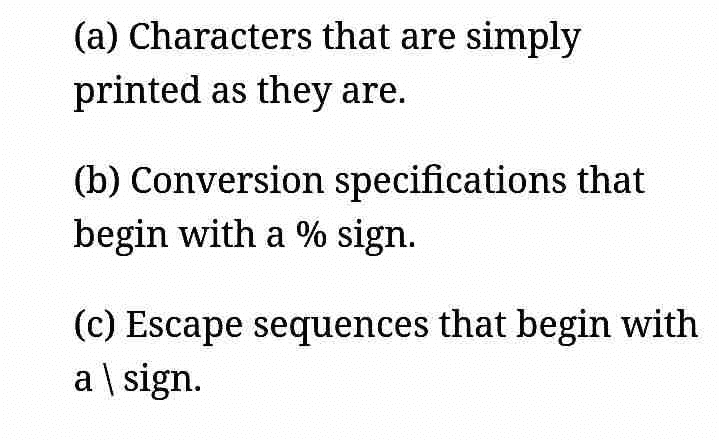 (a) Characters that are simply
printed as they are.
(b) Conversion specifications that
begin with a % sign.
(c) Escape sequences that begin with
a \ sign.